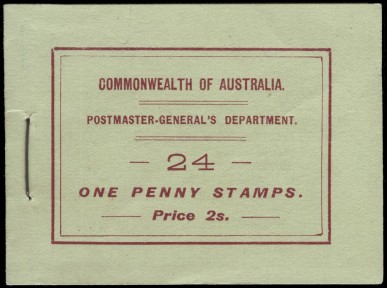 COMMONWEALTH OF AUSTRALIA.
POSTMASTER-GENERAL'S DEPARTMENT.
— 24 —
ONE PENNY STAMPS.
— Price 2s. —